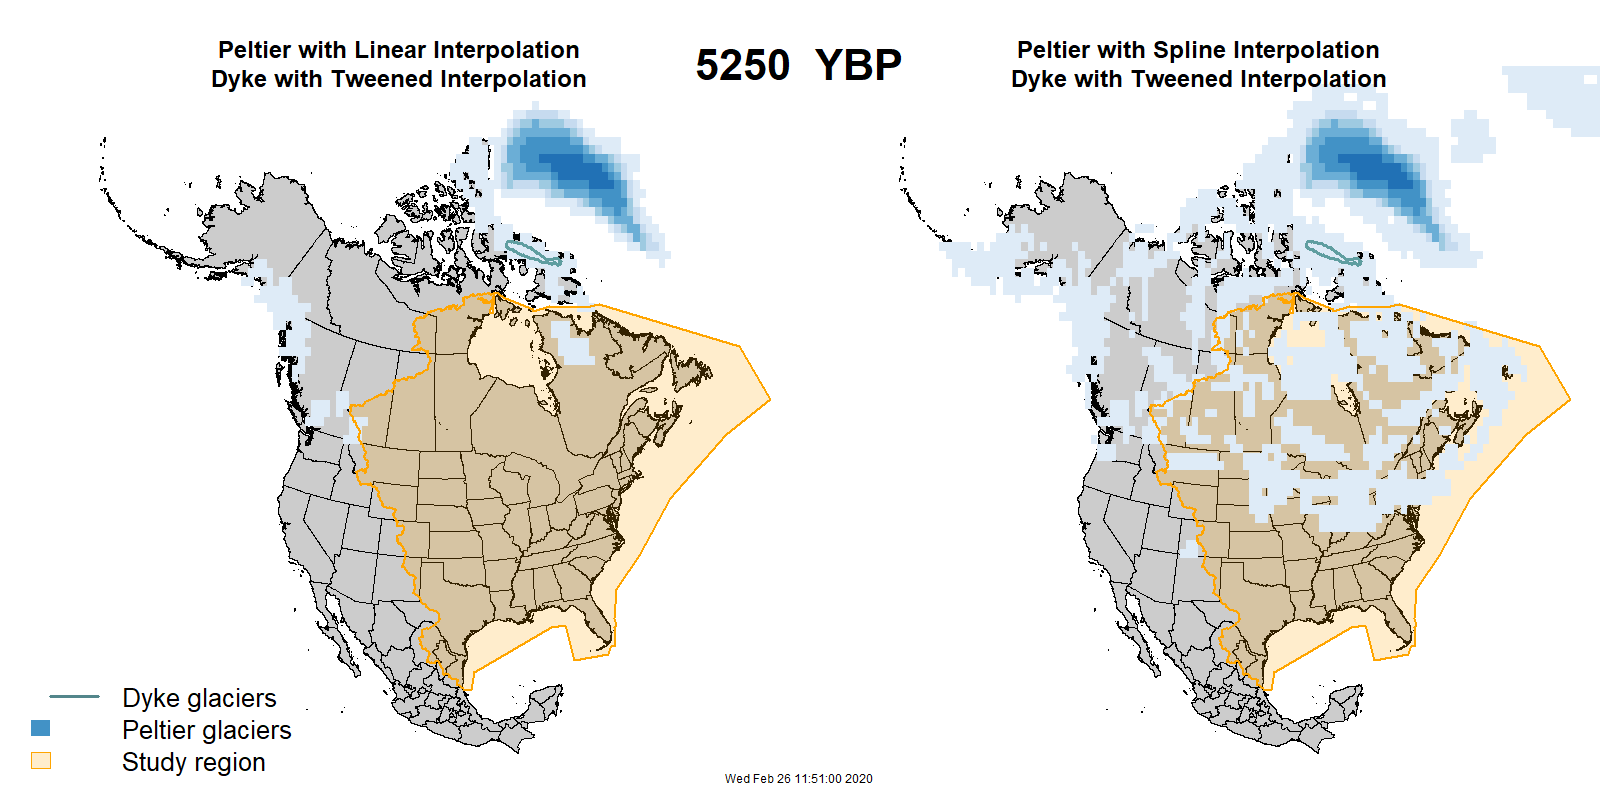 Peltier with Linear Interpolation
Dyke with Tweened Interpolation
5250 YBP
Peltier with Spline Interpolation
Dyke with Tweened Interpolation
Dyke glaciers
Peltier glaciers
Study region
Wed Feb 26 11:51:00 2020